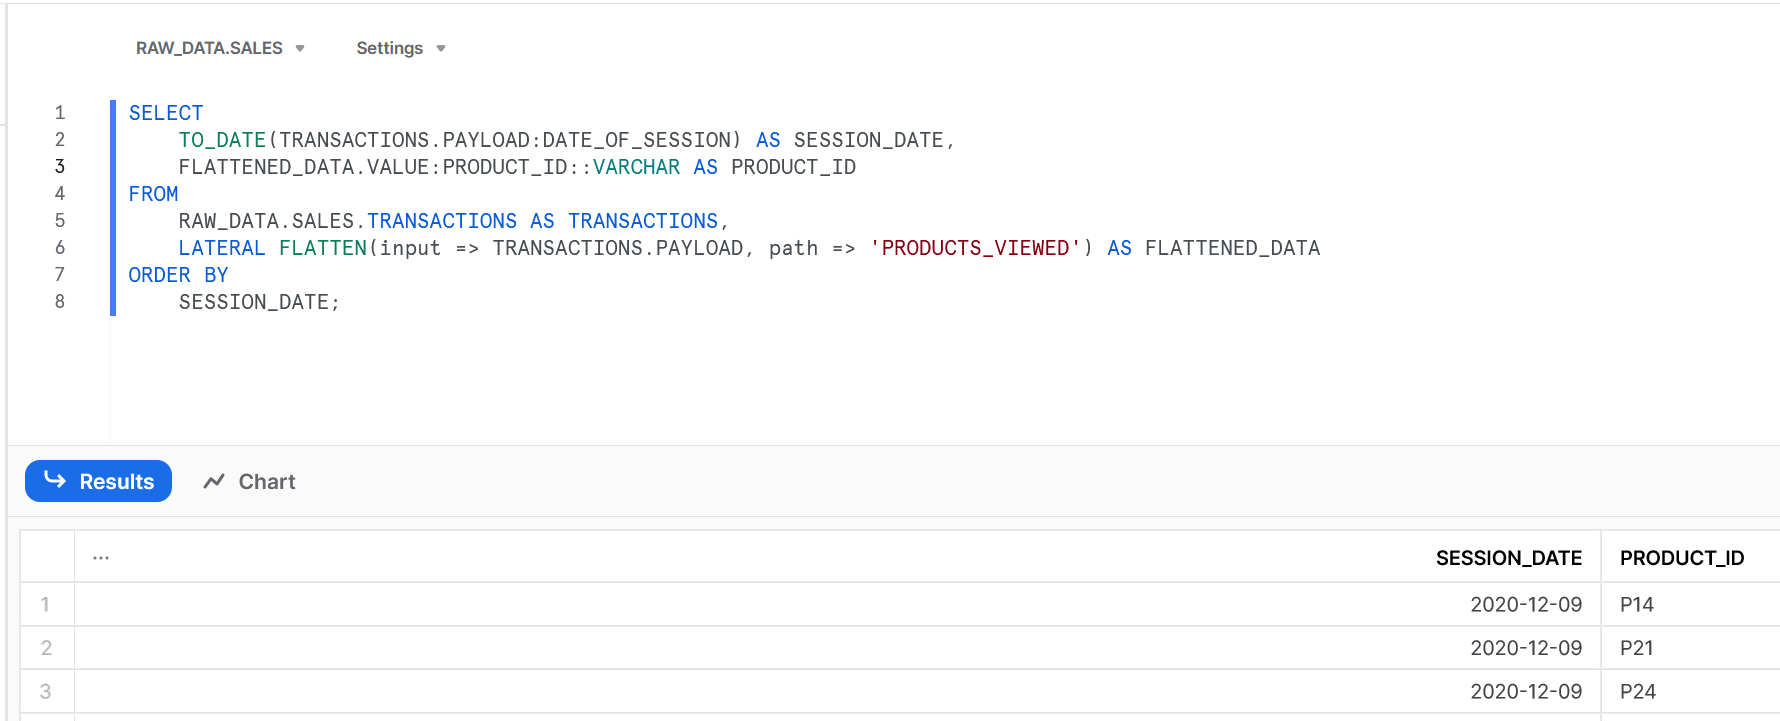 RAW_DATA.SALES Settings
1 SELECT
2 TO_DATE(TRANSACTIONS.PAYLOAD:DATE_OF_SESSION) AS SESSION_DATE,
3 FLATTENED_DATA.VALUE:PRODUCT_ID::VARCHAR AS PRODUCT_ID
4 FROM
5 RAW_DATA.SALES.TRANSACTIONS AS TRANSACTIONS,
6 LATERAL FLATTEN(input => TRANSACTIONS.PAYLOAD, path => 'PRODUCTS_VIEWED') AS FLATTENED_DATA
7 ORDER BY
8 SESSION_DATE;
Results Chart
... SESSION_DATE PRODUCT_ID
1 2020-12-09 P14
2 2020-12-09 P21
3 2020-12-09 P24